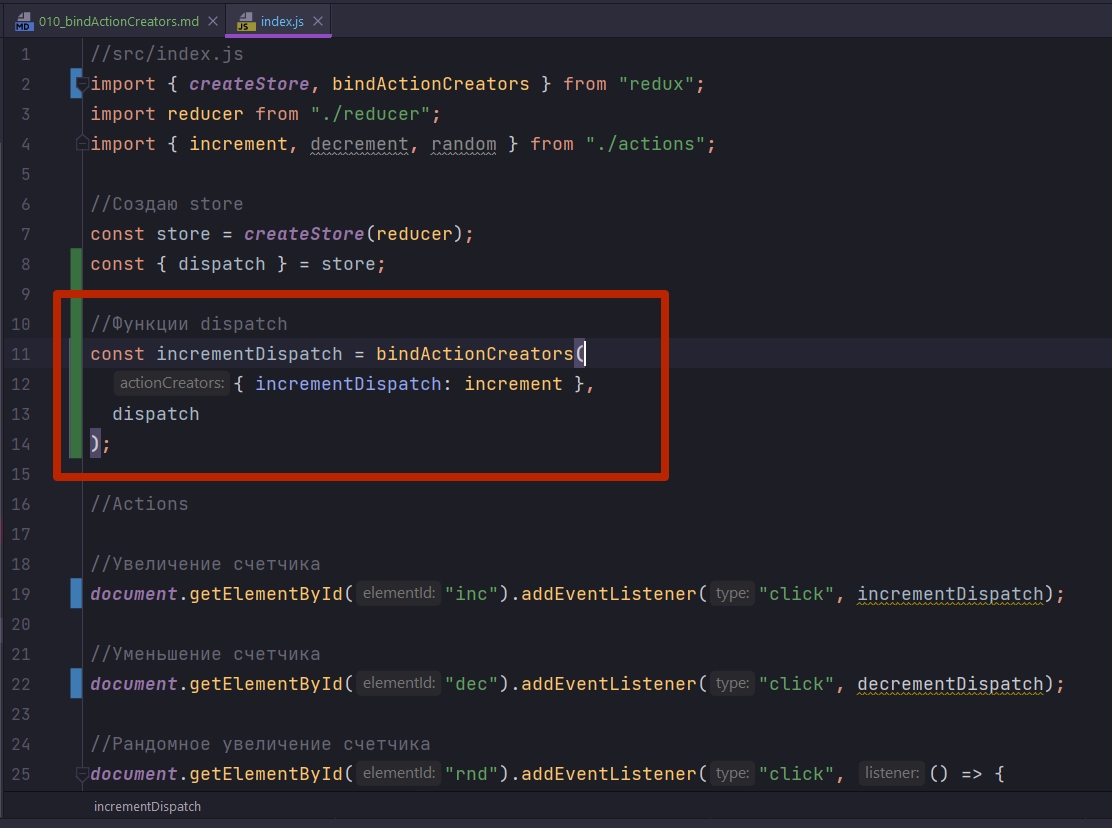 010_bindActionCreators.md index.js
1 //src/index.js
2 import { createStore, bindActionCreators } from "redux";
3 import reducer from "./reducer";
4 import { increment, decrement, random } from "./actions";
5
6 //Создаю store
7 const store = createStore(reducer);
8 const { dispatch } = store;
9
10 //Функции dispatch
11 const incrementDispatch = bindActionCreators(
12 actionCreators: { incrementDispatch: increment },
13 dispatch
14 );
15
16 //Actions
17
18 //Увеличение счетчика
19 document.getElementById( elementId: "inc").addEventListener( type: "click", incrementDispatch);
20
21 //Уменьшение счетчика
22 document.getElementById( elementId: "dec").addEventListener( type: "click", decrementDispatch);
23
24 //Рандомное увеличение счетчика
25 document.getElementById( elementId: "rnd").addEventListener( type: "click", listener: () => {
incrementDispatch